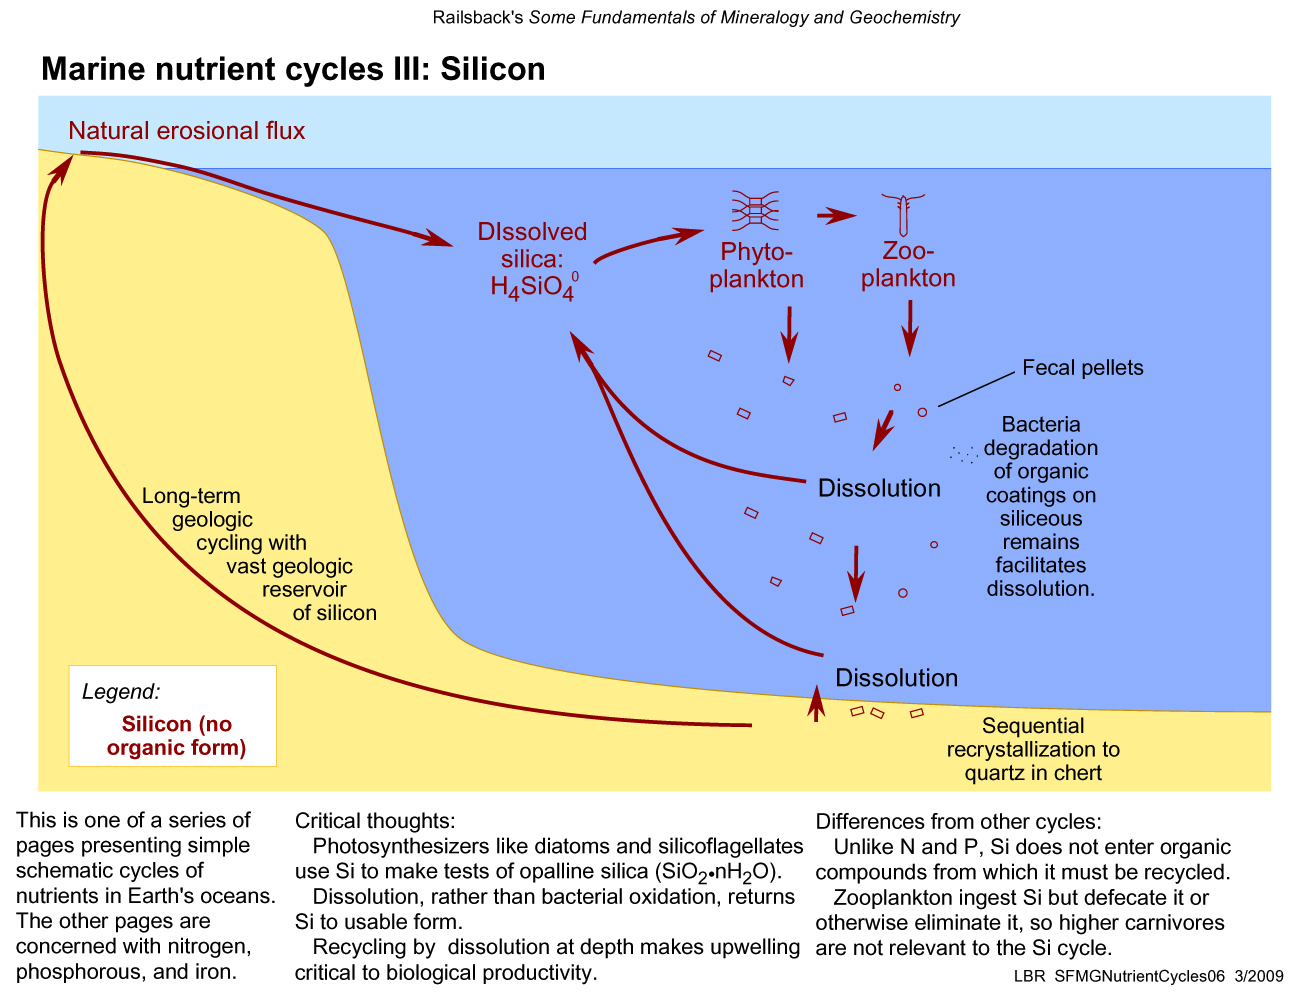 Railsback's Some Fundamentals of Mineralogy and Geochemistry
Marine nutrient cycles III: Silicon
Natural erosional flux
DIssolved
silica:
H4SiO4^0
Phyto-
plankton
Zoo-
plankton
Fecal pellets
Bacteria
degradation
of organic
coatings on
siliceous
remains
facilitates
dissolution.
Dissolution
Long-term
geologic
cycling with
vast geologic
reservoir
of silicon
Dissolution
Legend:
Silicon (no
organic form)
Sequential
recrystallization to
quartz in chert
This is one of a series of
pages presenting simple
schematic cycles of
nutrients in Earth's oceans.
The other pages are
concerned with nitrogen,
phosphorous, and iron.
Critical thoughts:
Photosynthesizers like diatoms and silicoflagellates
use Si to make tests of opalline silica (SiO2•nH2O).
Dissolution, rather than bacterial oxidation, returns
Si to usable form.
Recycling by dissolution at depth makes upwelling
critical to biological productivity.
Differences from other cycles:
Unlike N and P, Si does not enter organic
compounds from which it must be recycled.
Zooplankton ingest Si but defecate it or
otherwise eliminate it, so higher carnivores
are not relevant to the Si cycle.
LBR SFMGNutrientCycles06 3/2009